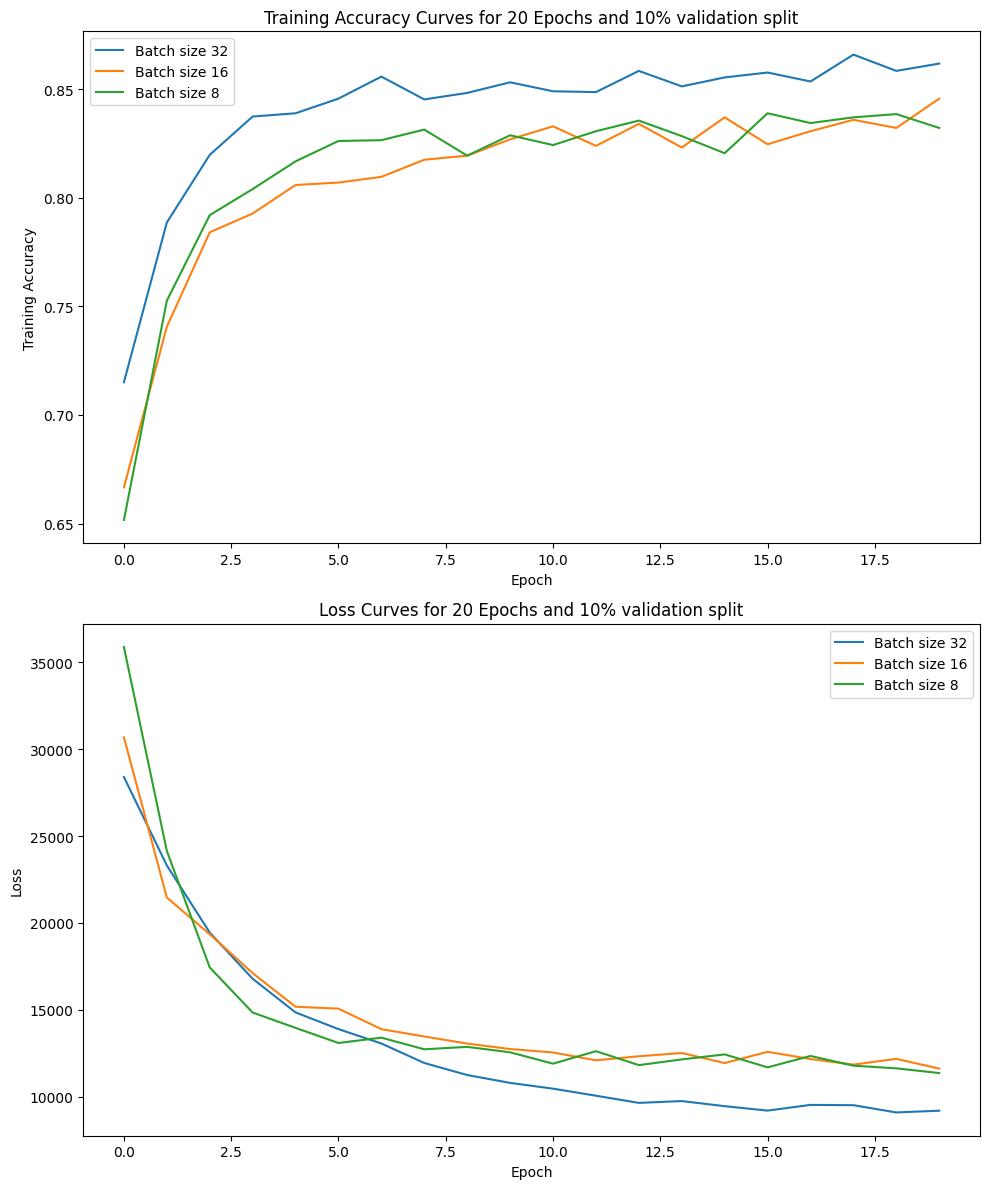 Training Accuracy Curves for 20 Epochs and 10% validation split
Batch size 32
Batch size 16
Batch size 8
0.85
0.80
0.75
0.70
0.65
Training Accuracy
0.0 2.5 5.0 7.5 10.0 12.5 15.0 17.5
Epoch
Loss Curves for 20 Epochs and 10% validation split
Batch size 32
Batch size 16
Batch size 8
35000
30000
25000
20000
15000
10000
Loss
0.0 2.5 5.0 7.5 10.0 12.5 15.0 17.5
Epoch